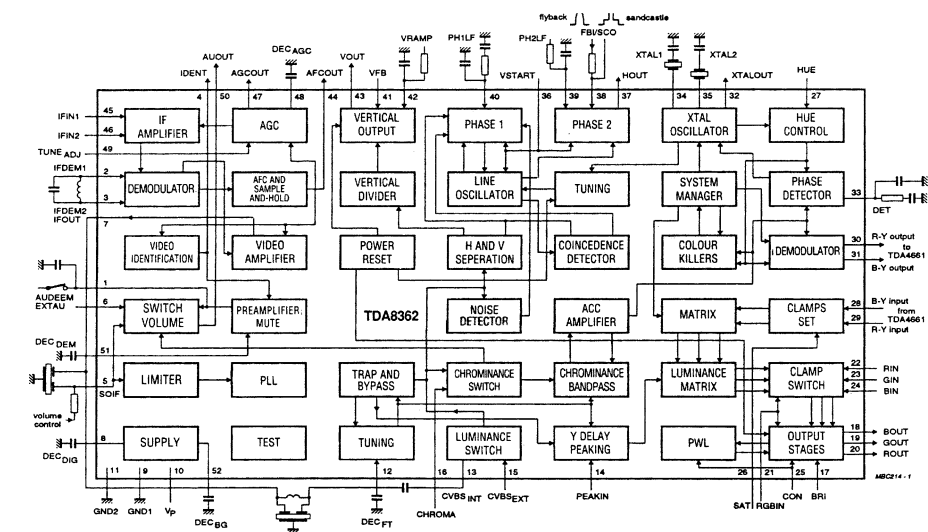 flyback sandcastle
VRAMP PH1LF PH2LF FBI/SCO XTAL1 XTAL2
AUOUT DEC AGC VOUT
IDENT AGCOUT AFCOUT VFB VSTART HOUT XTALOUT HUE
4 50 47 48 44 43 41 42 40 36 39 38 37 34 35 32 27
IFIN1 45
IFIN2 46
IF AMPLIFIER
AGC
VERTICAL OUTPUT
PHASE 1
PHASE 2
XTAL OSCILLATOR
HUE CONTROL
TUNE ADJ 49
IFDEM1 2
3
IFDEM2
IFOUT
7
DEMODULATOR
AFC AND SAMPLE AND-HOLD
VERTICAL DIVIDER
LINE OSCILLATOR
TUNING
SYSTEM MANAGER
PHASE DETECTOR
33
DET
VIDEO IDENTIFICATION
VIDEO AMPLIFIER
POWER RESET
H AND V SEPERATION
COINCEDENCE DETECTOR
COLOUR KILLERS
DEMODULATOR
30 R-Y output
to
31 TDA4661
B-Y output
1
AUDEEM
EXTAU 6
SWITCH VOLUME
PREAMPLIFIER; MUTE
TDA8362
NOISE DETECTOR
ACC AMPLIFIER
MATRIX
CLAMPS SET
28 B-Y input
from
29 TDA4661
R-Y input
DEC DEM 51
5
SOIF
LIMITER
PLL
TRAP AND BYPASS
CHROMINANCE SWITCH
CHROMINANCE BANDPASS
LUMINANCE MATRIX
CLAMP SWITCH
22 RIN
23 GIN
24 BIN
volume control
DEC DIG 8
SUPPLY
TEST
TUNING
LUMINANCE SWITCH
Y DELAY PEAKING
PWL
OUTPUT STAGES
18 BOUT
19 GOUT
20 ROUT
11 9 10 52 12 16 13 15 14 26 21 25 17
MBC214 - 1
GND2 GND1 VP DEC BG DEC FT CHROMA CVBS INT CVBS EXT PEAKIN SAT RGBIN CON BRI